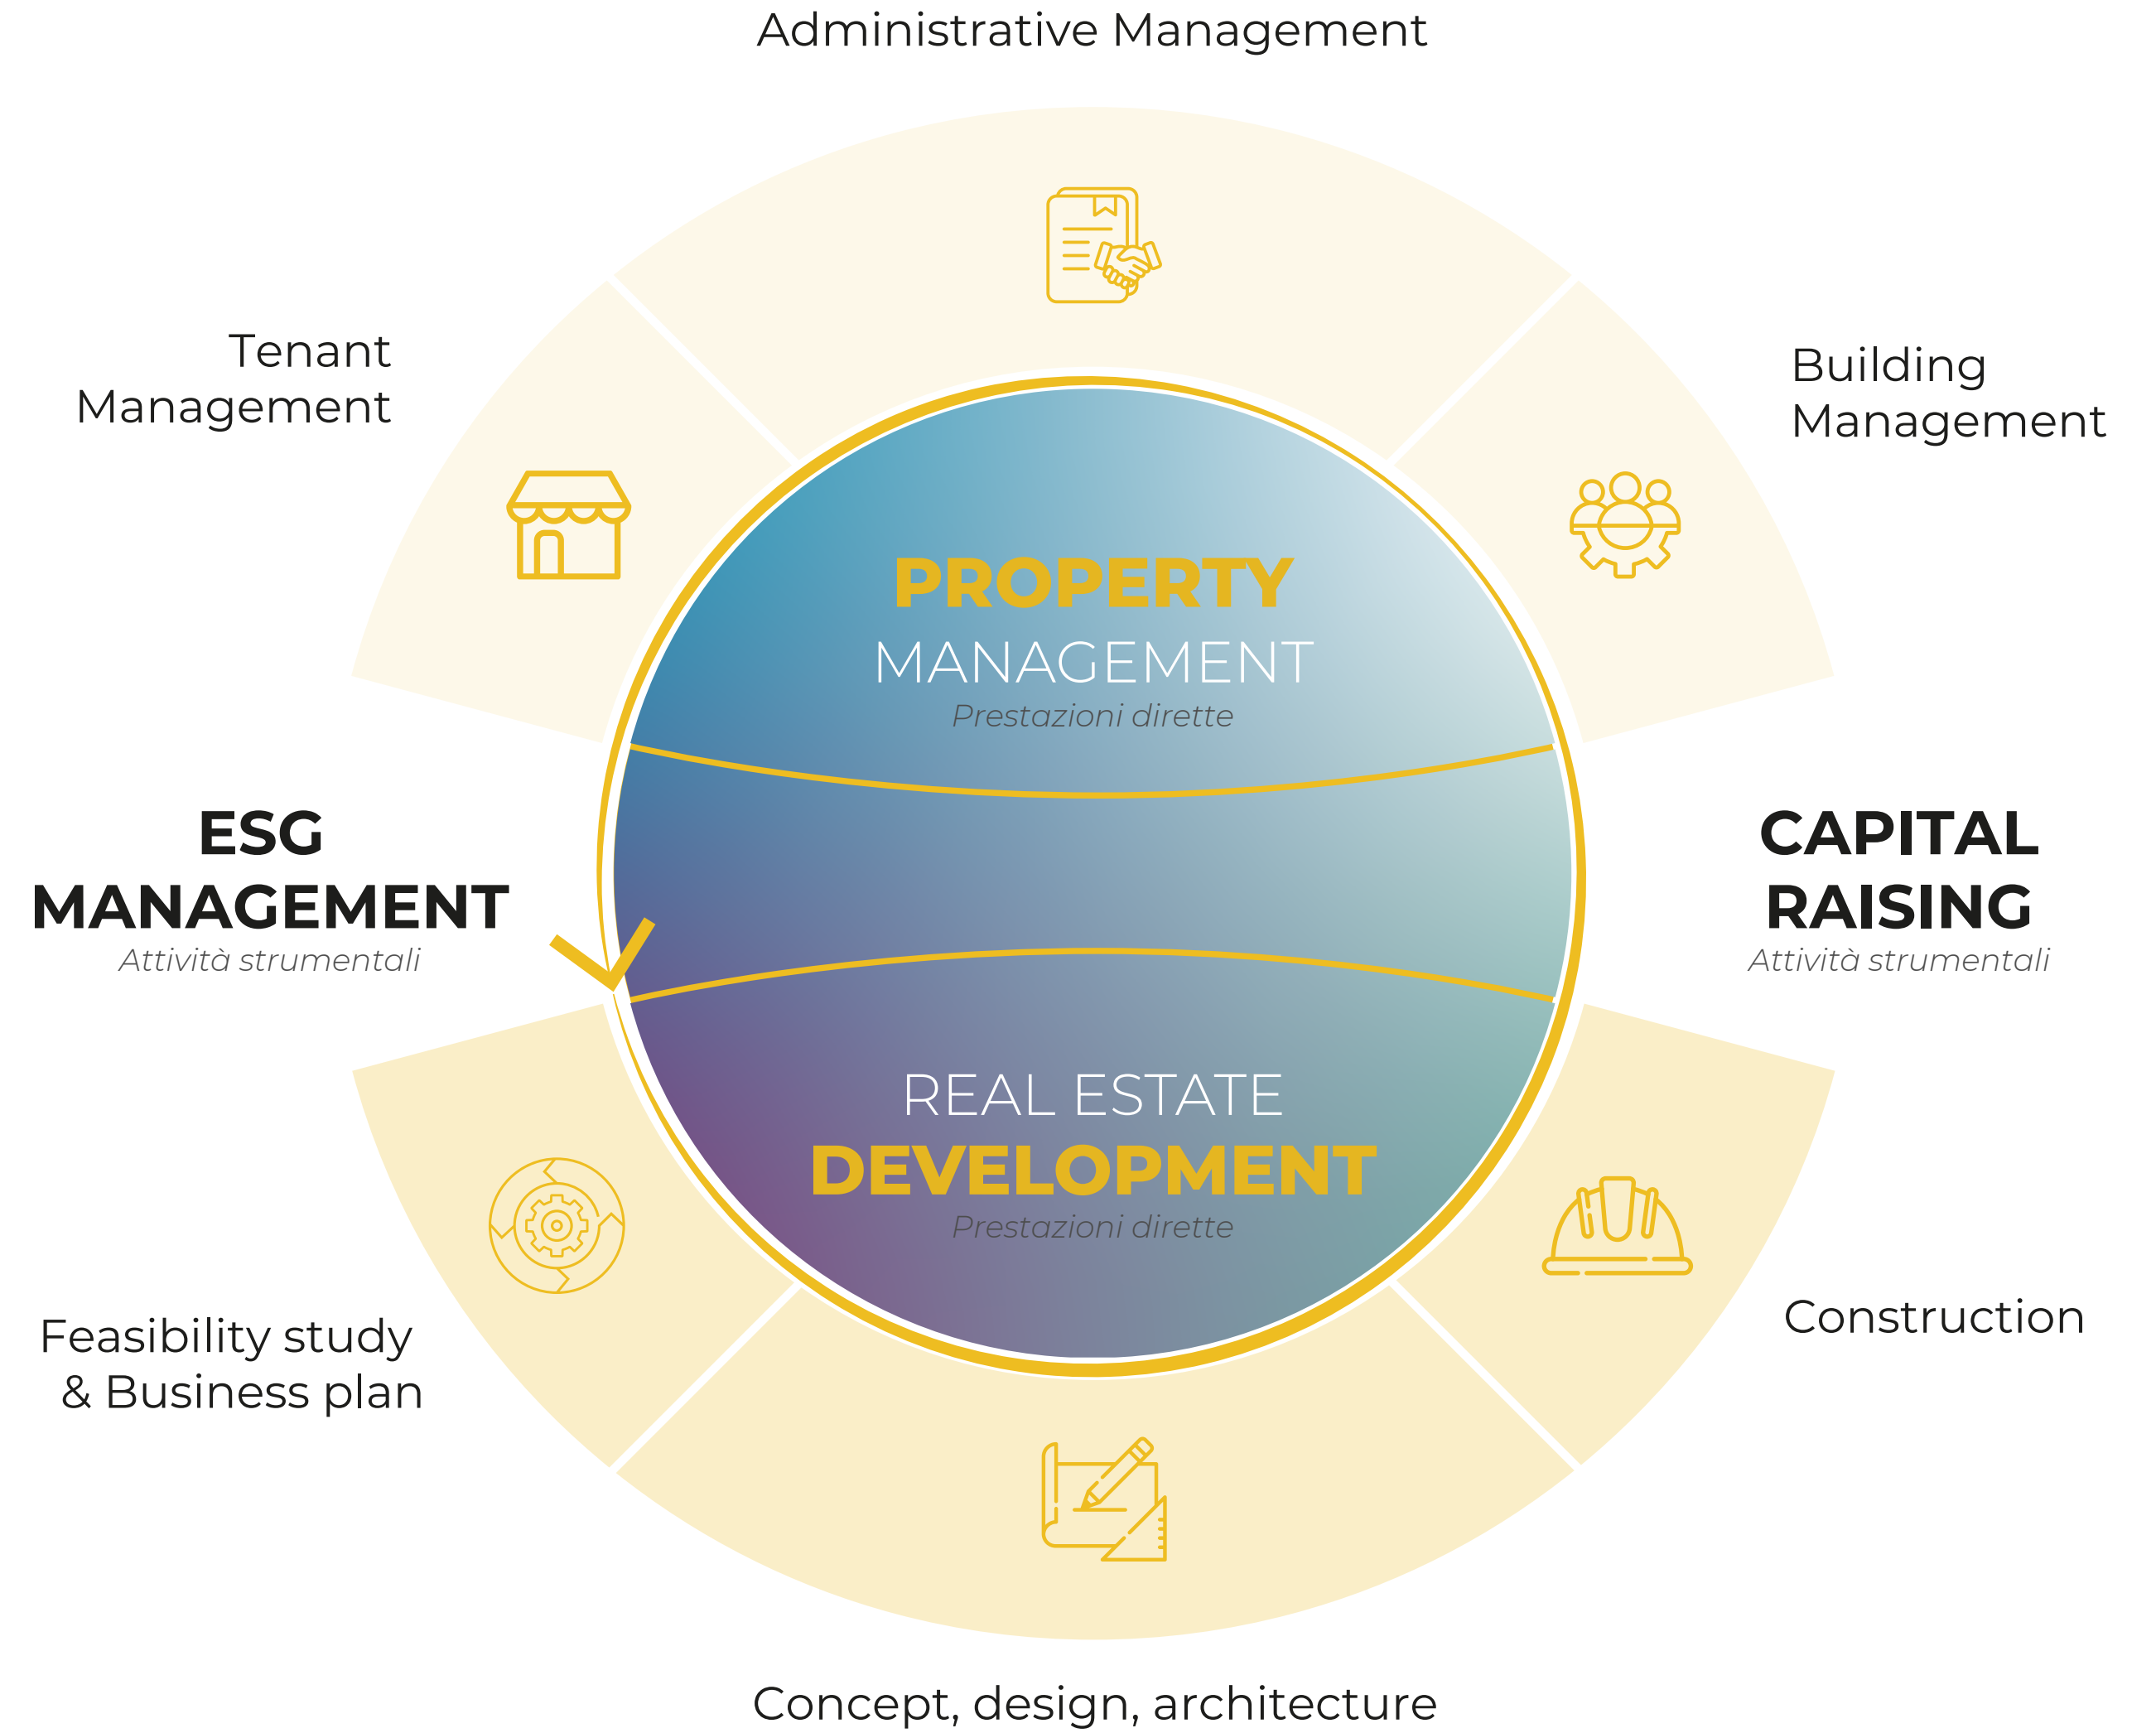 Administrative Management
Tenant
Management
Building
Management
PROPERTY
MANAGEMENT
Prestazioni dirette
ESG
MANAGEMENT
Attività strumentali
CAPITAL
RAISING
Attività strumentali
REAL ESTATE
DEVELOPMENT
Prestazioni dirette
Feasibility study
& Business plan
Construction
Concept, design, architecture